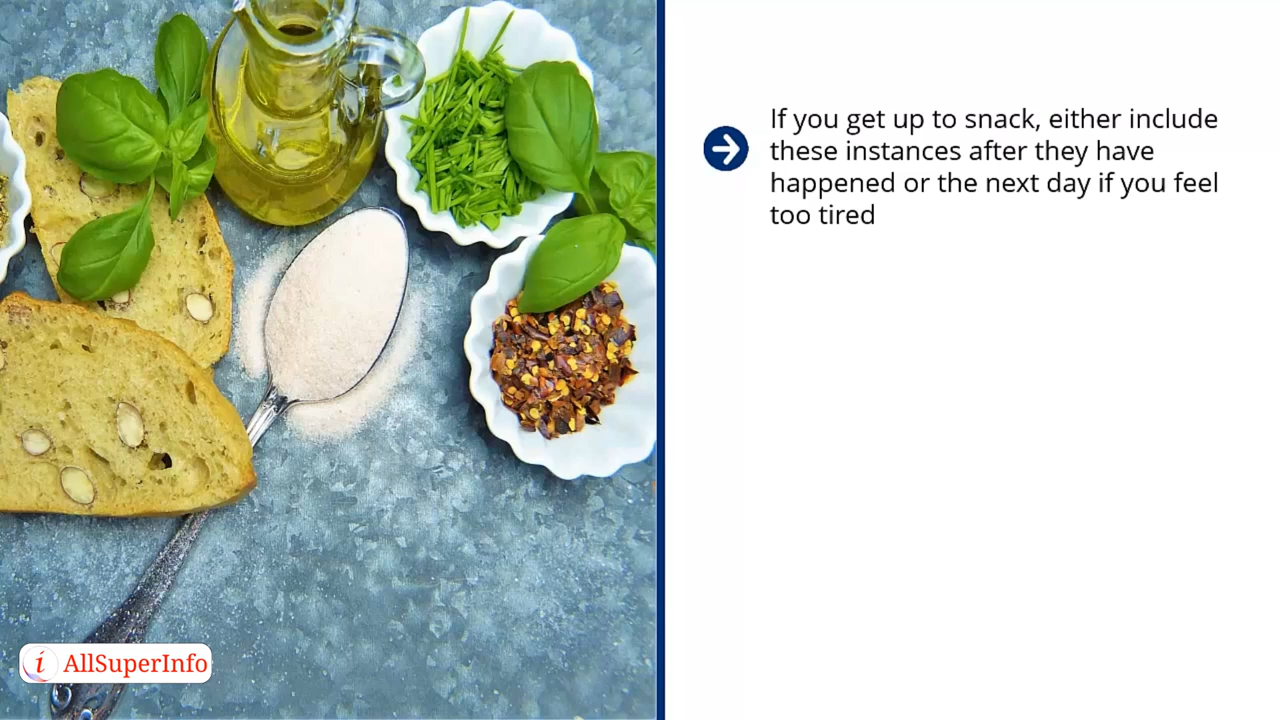 If you get up to snack, either include
these instances after they have
happened or the next day if you feel
too tired
i AllSuperInfo